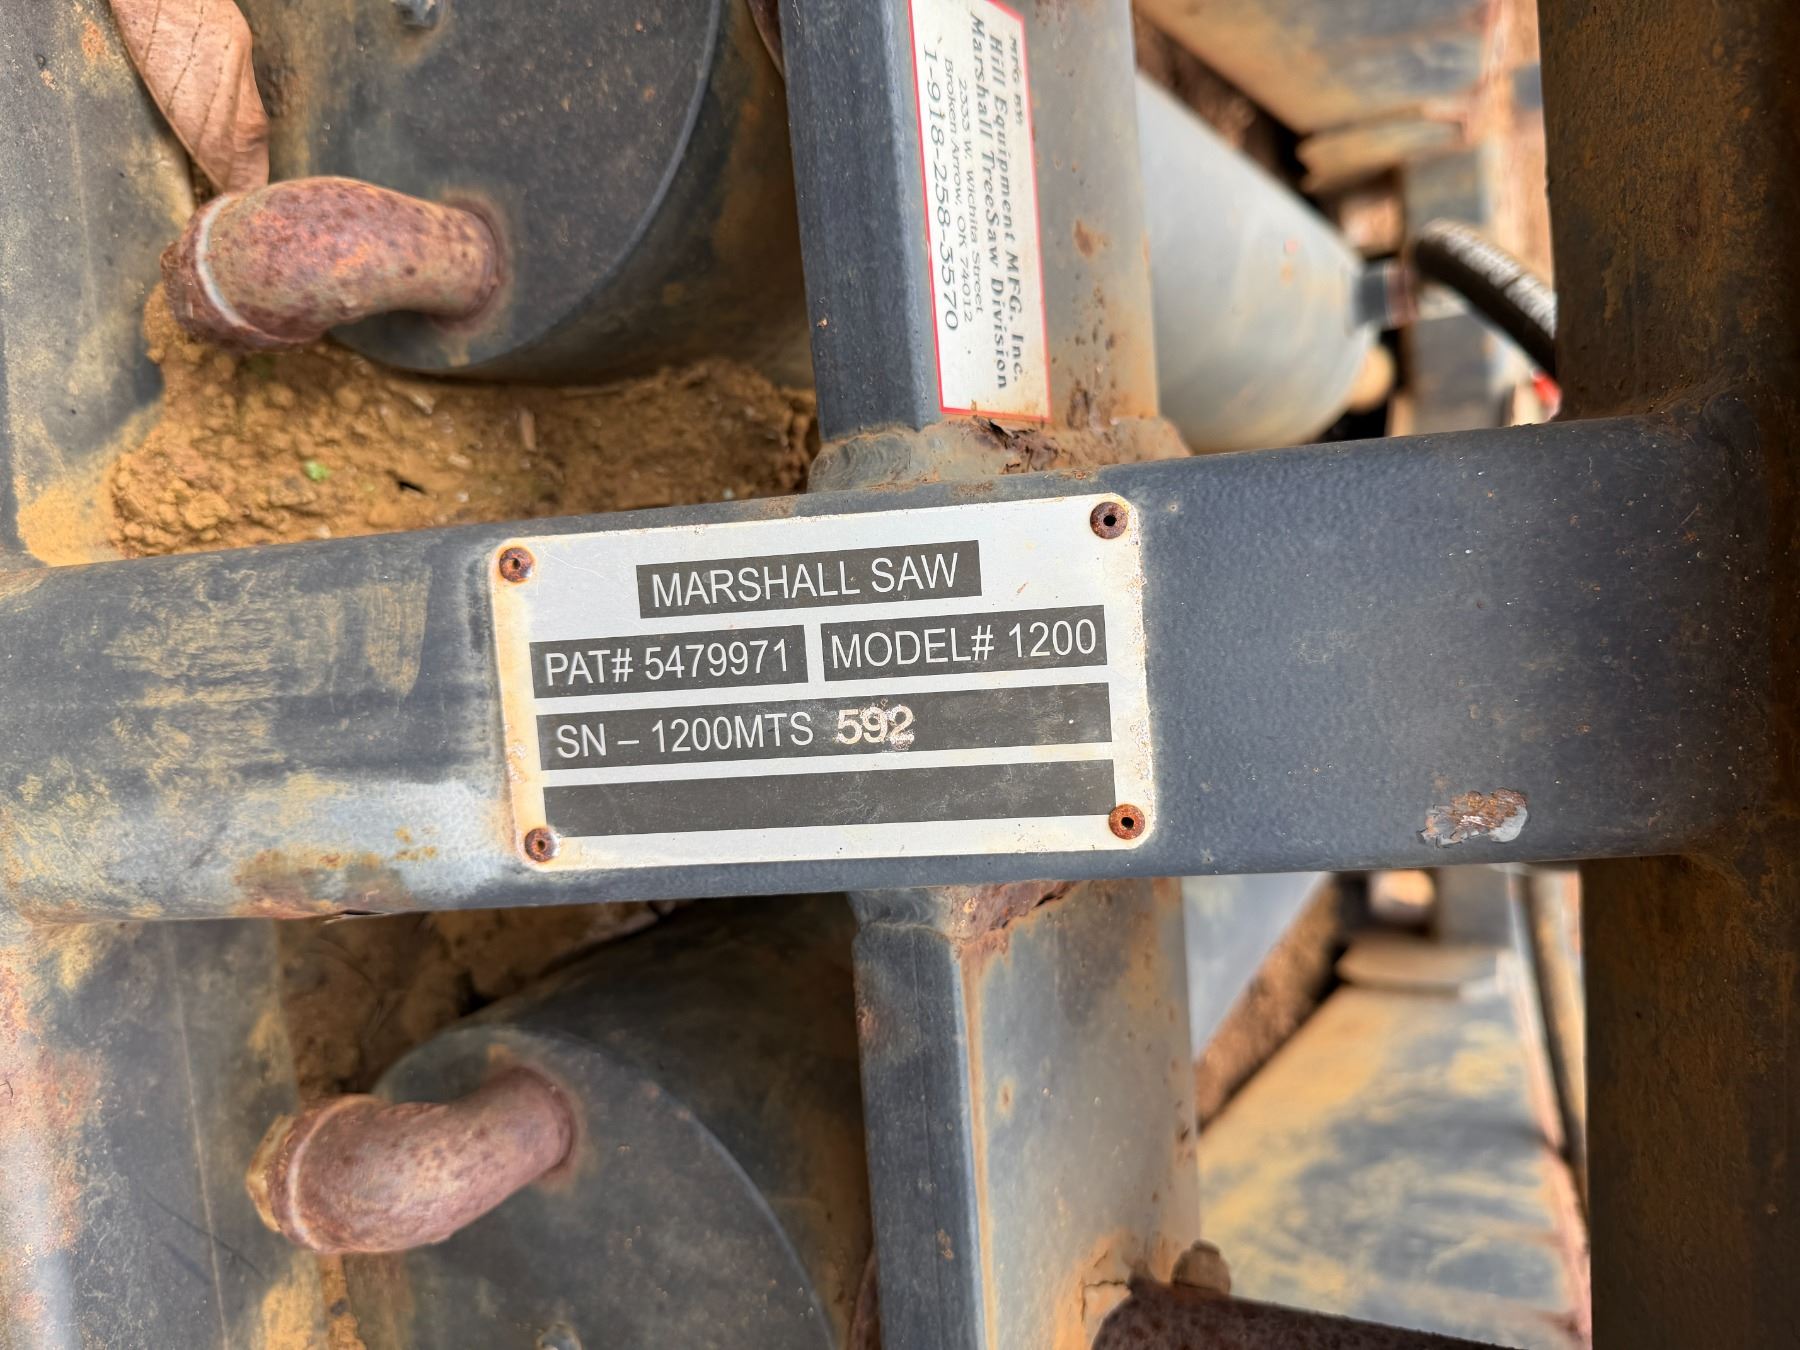 MFG BY:
Hill Equipment MFG, Inc.
Marshall TreeSaw Division
2333 W. Wichita Street
Broken Arrow, OK 74012
1-918-258-3570
MARSHALL SAW
PAT# 5479971 MODEL# 1200
SN – 1200MTS 592